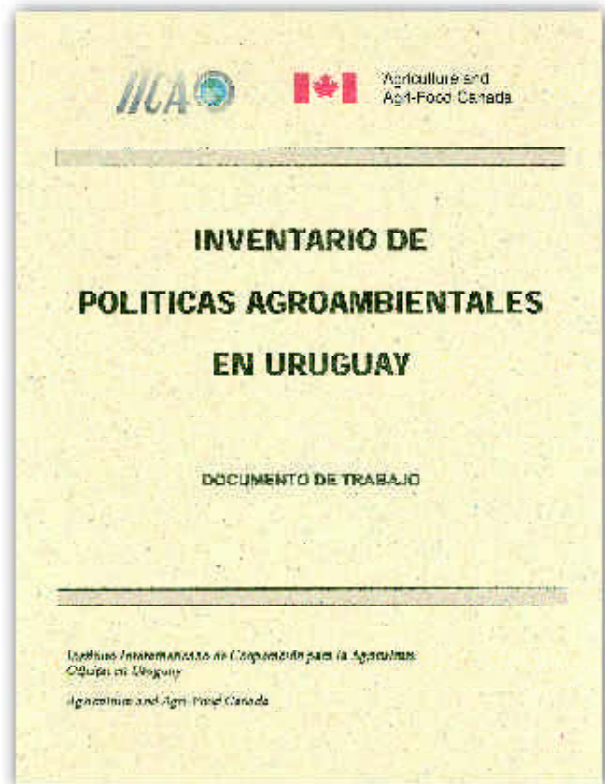 IICA
Agriculture and
Agri-Food Canada
INVENTARIO DE
POLITICAS AGROAMBIENTALES
EN URUGUAY
DOCUMENTO DE TRABAJO
Instituto Interamericano de Cooperación para la Agricultura
Oficina en Uruguay
Agriculture and Agri-Food Canada